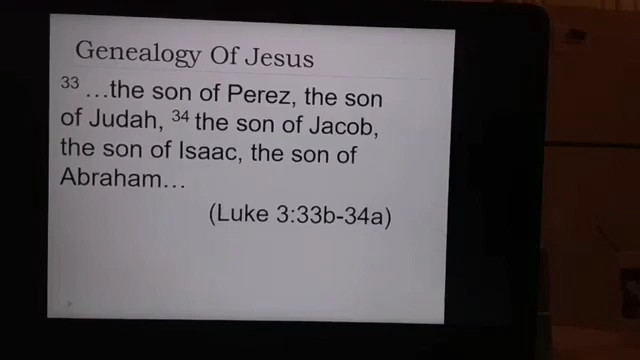 Genealogy Of Jesus
33 …the son of Perez, the son
of Judah, 34 the son of Jacob,
the son of Isaac, the son of
Abraham…
(Luke 3:33b-34a)